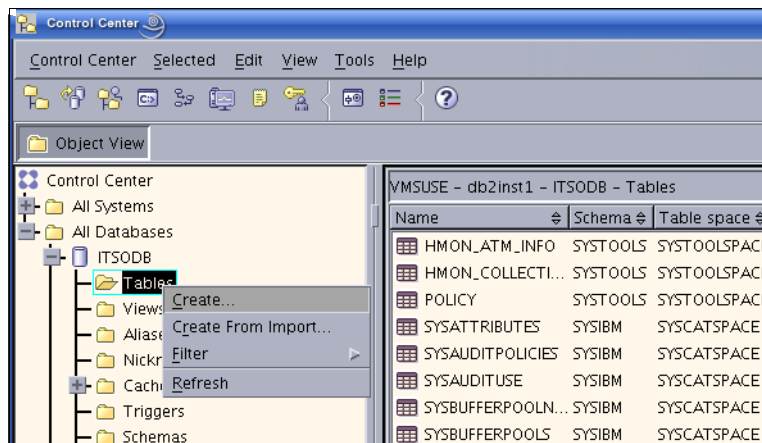 Control Center
Control Center Selected Edit View Tools Help
Object View
Control Center
All Systems
All Databases
ITSODB
Tables
Views
Triggers
Schemas
Create...
Create From Import...
Filter
Refresh
VMSUSE - db2inst1 - ITSODB - Tables
Name Schema Table space
HMON_ATM_INFO SYSTOOLS SYSTOOLSPAC
HMON_COLLECTI... SYSTOOLS SYSTOOLSPAC
POLICY SYSTOOLS SYSTOOLSPAC
SYSATTRIBUTES SYSIBM SYSCATSPACE
SYSAUDITPOLICIES SYSIBM SYSCATSPACE
SYSAUDITUSE SYSIBM SYSCATSPACE
SYSBUFFERPOOLN... SYSIBM SYSCATSPACE
SYSBUFFERPOOLS SYSIBM SYSCATSPACE